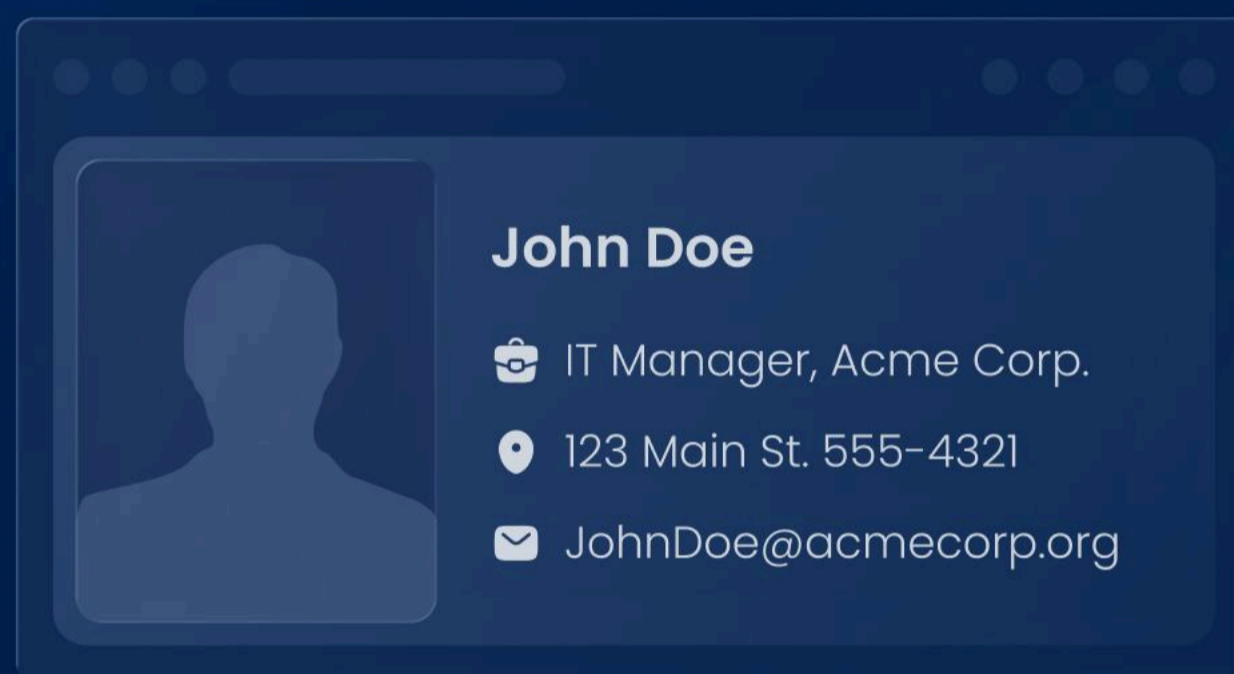 John Doe
IT Manager, Acme Corp.
123 Main St. 555-4321
JohnDoe@acmecorp.org